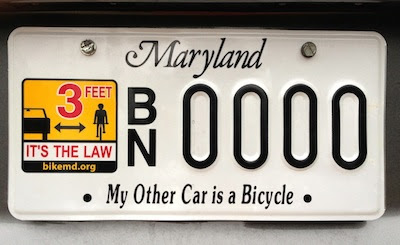 Maryland
3 FEET
IT'S THE LAW
bikemd.org
BN 0000
• My Other Car is a Bicycle •